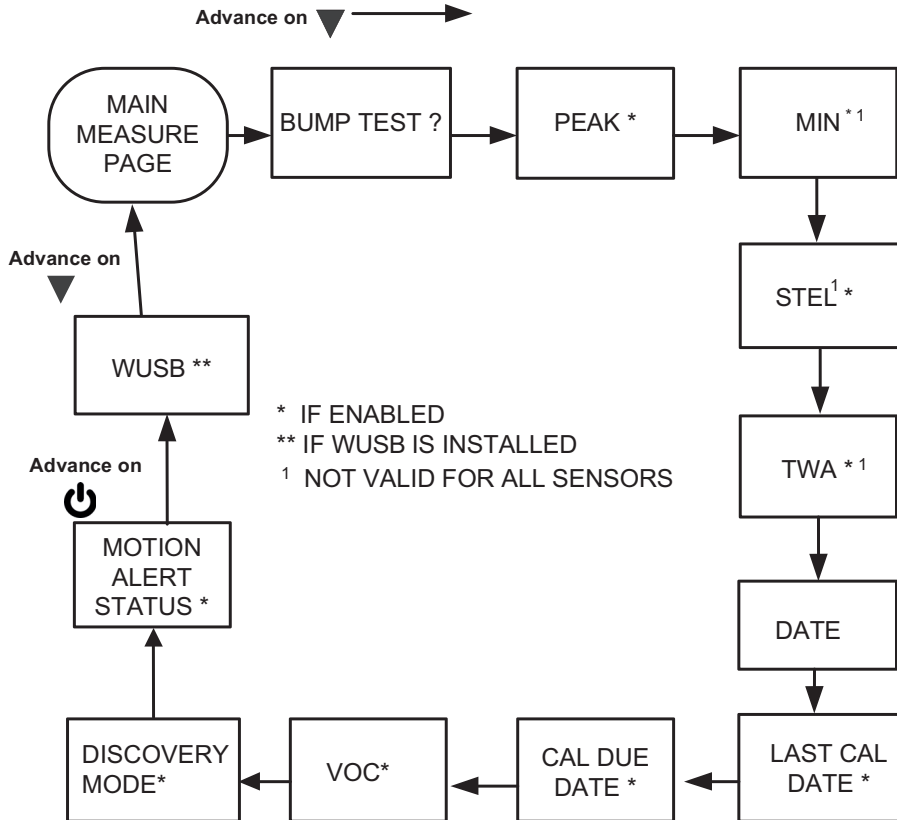 Advance on
MAIN
MEASURE
PAGE
BUMP TEST ?
PEAK *
MIN * 1
STEL 1 *
TWA * 1
DATE
LAST CAL
DATE *
CAL DUE
DATE *
VOC*
DISCOVERY
MODE*
MOTION
ALERT
STATUS *
Advance on
WUSB **
Advance on
* IF ENABLED
** IF WUSB IS INSTALLED
1 NOT VALID FOR ALL SENSORS